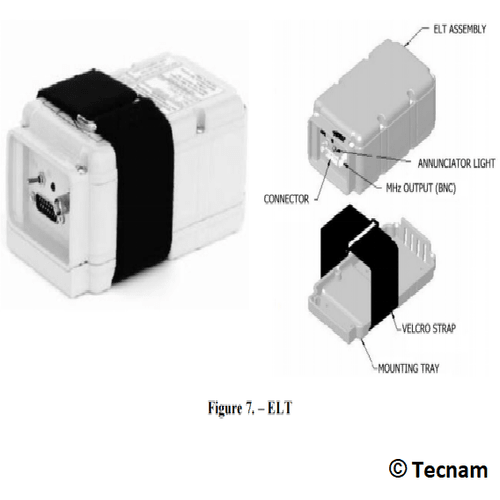 ELT ASSEMBLY
ANNUNCIATOR LIGHT
MHz OUTPUT (BNC)
CONNECTOR
VELCRO STRAP
MOUNTING TRAY
Figure 7. – ELT
© Tecnam